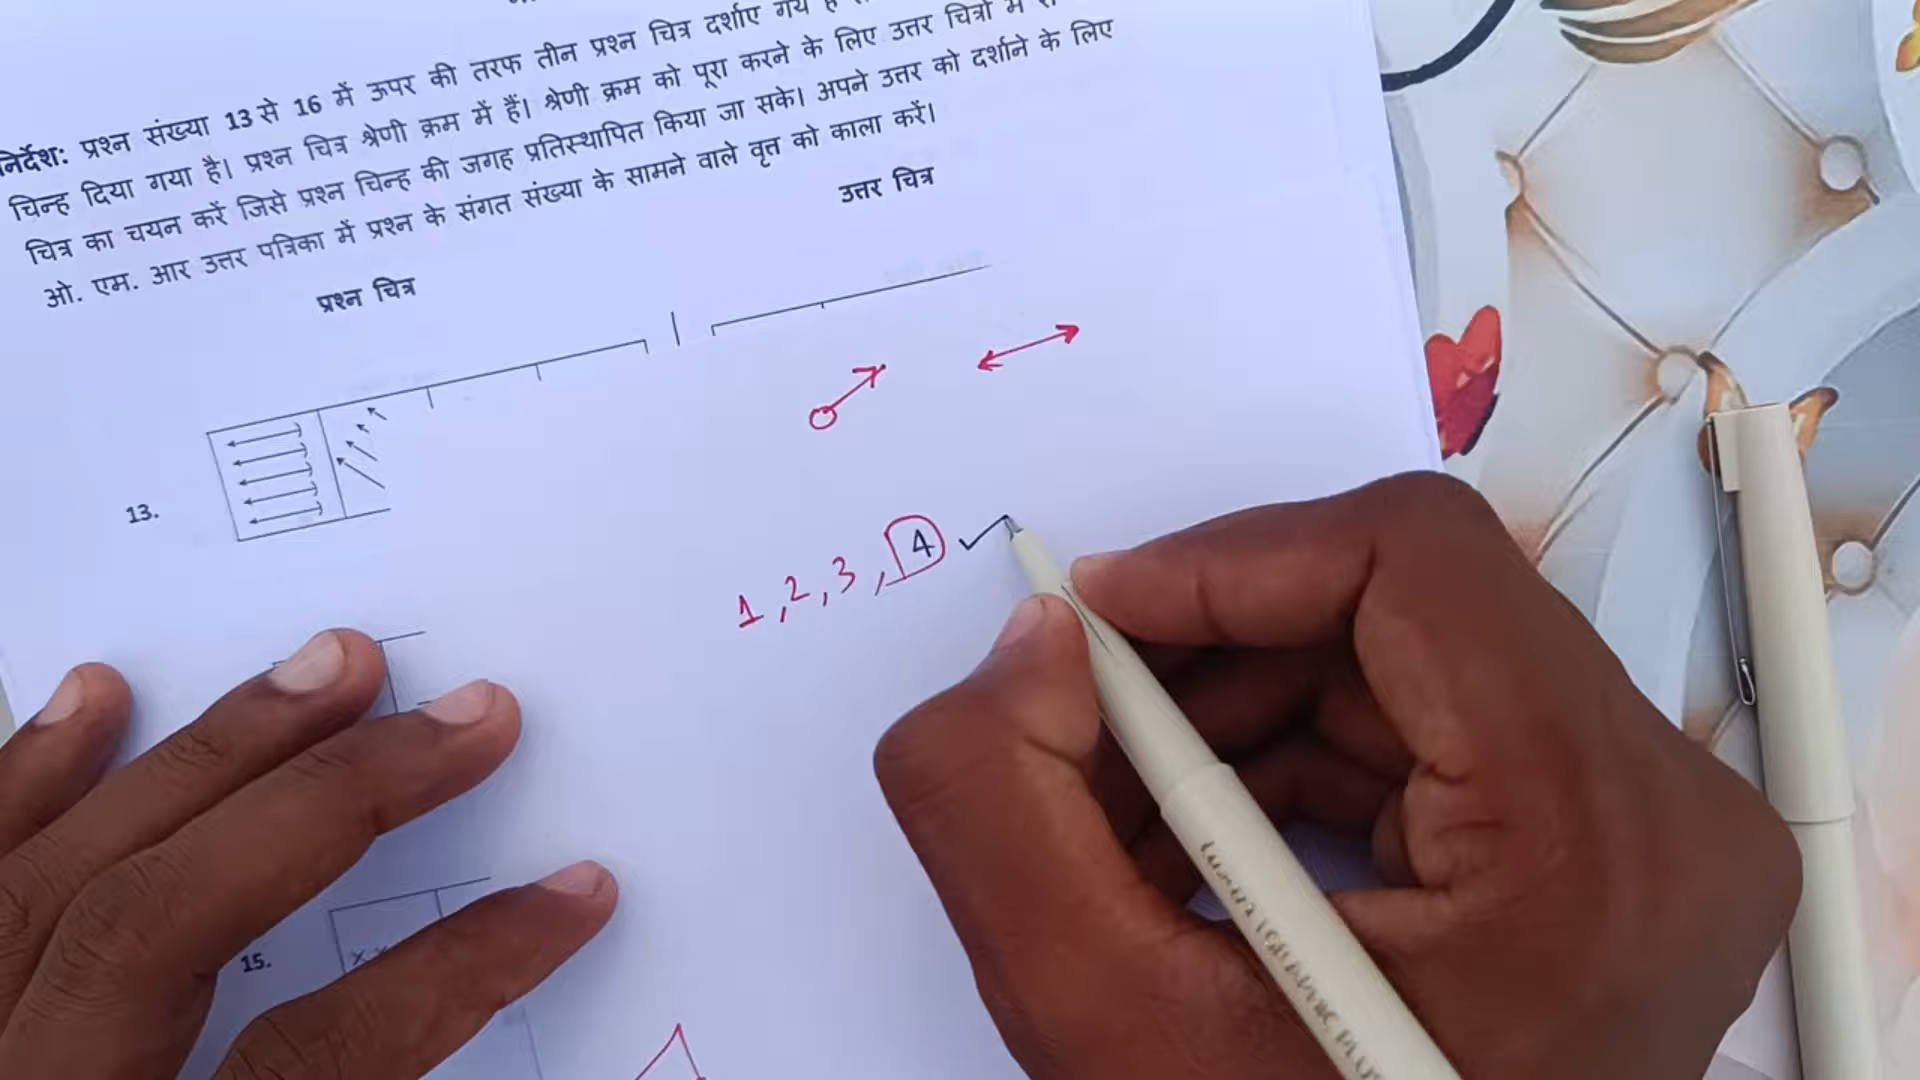 निर्देश: प्रश्न संख्या 13 से 16 में ऊपर की तरफ तीन प्रश्न चित्र दर्शाए गये
चिन्ह दिया गया है। प्रश्न चित्र श्रेणी क्रम में हैं। श्रेणी क्रम को पूरा करने के लिए उत्तर चित्रों में
चित्र का चयन करें जिसे प्रश्न चिन्ह की जगह प्रतिस्थापित किया जा सके। अपने उत्तर को दर्शाने के लिए
ओ. एम. आर उत्तर पत्रिका में प्रश्न के संगत संख्या के सामने वाले वृत्त को काला करें।
प्रश्न चित्र उत्तर चित्र
13.
1, 2, 3, 4
15.